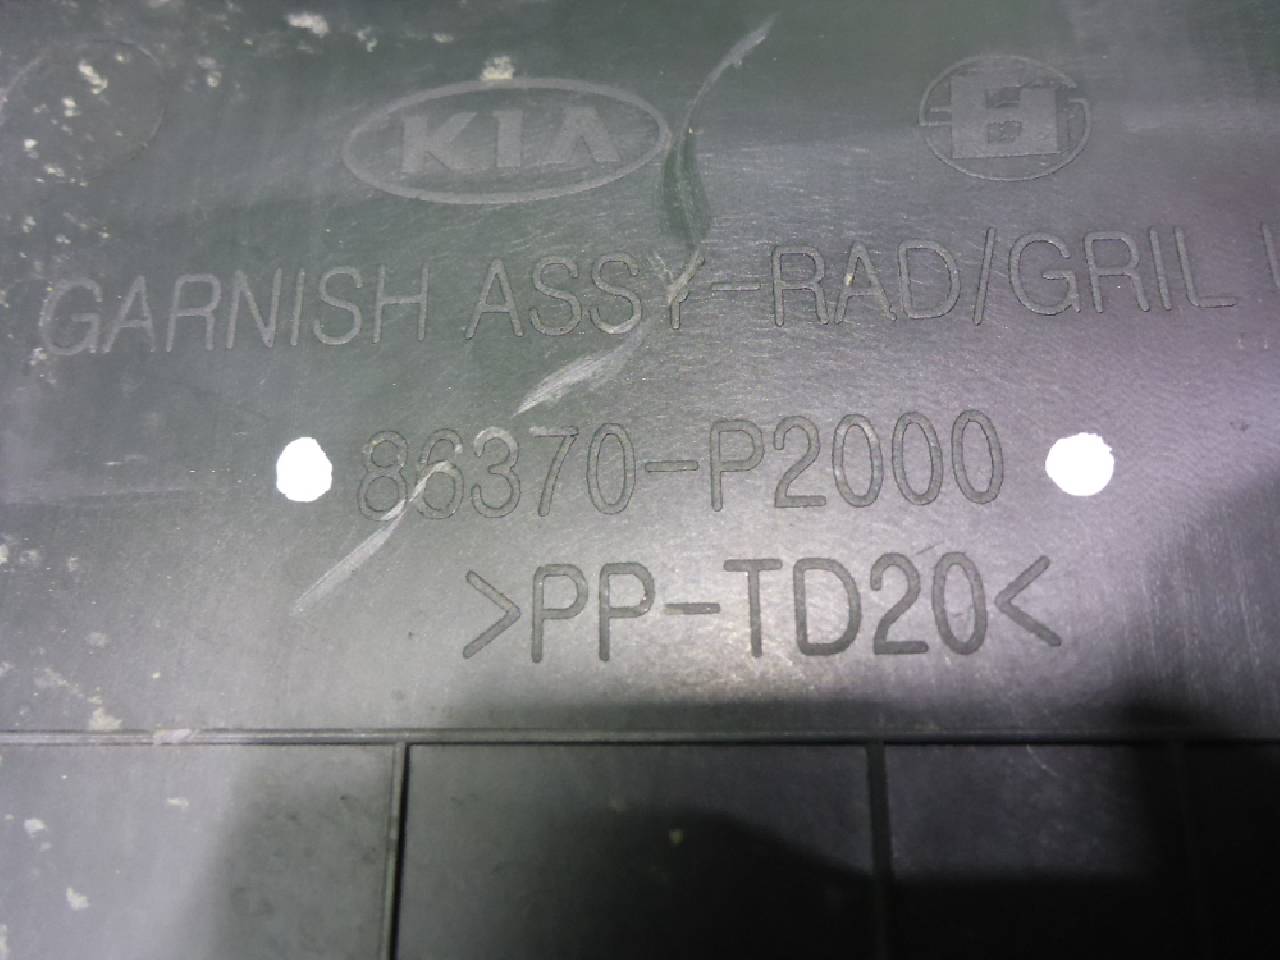 KIA
GARNISH ASSY-RAD/GRIL
86370-P2000
>PP-TD20<